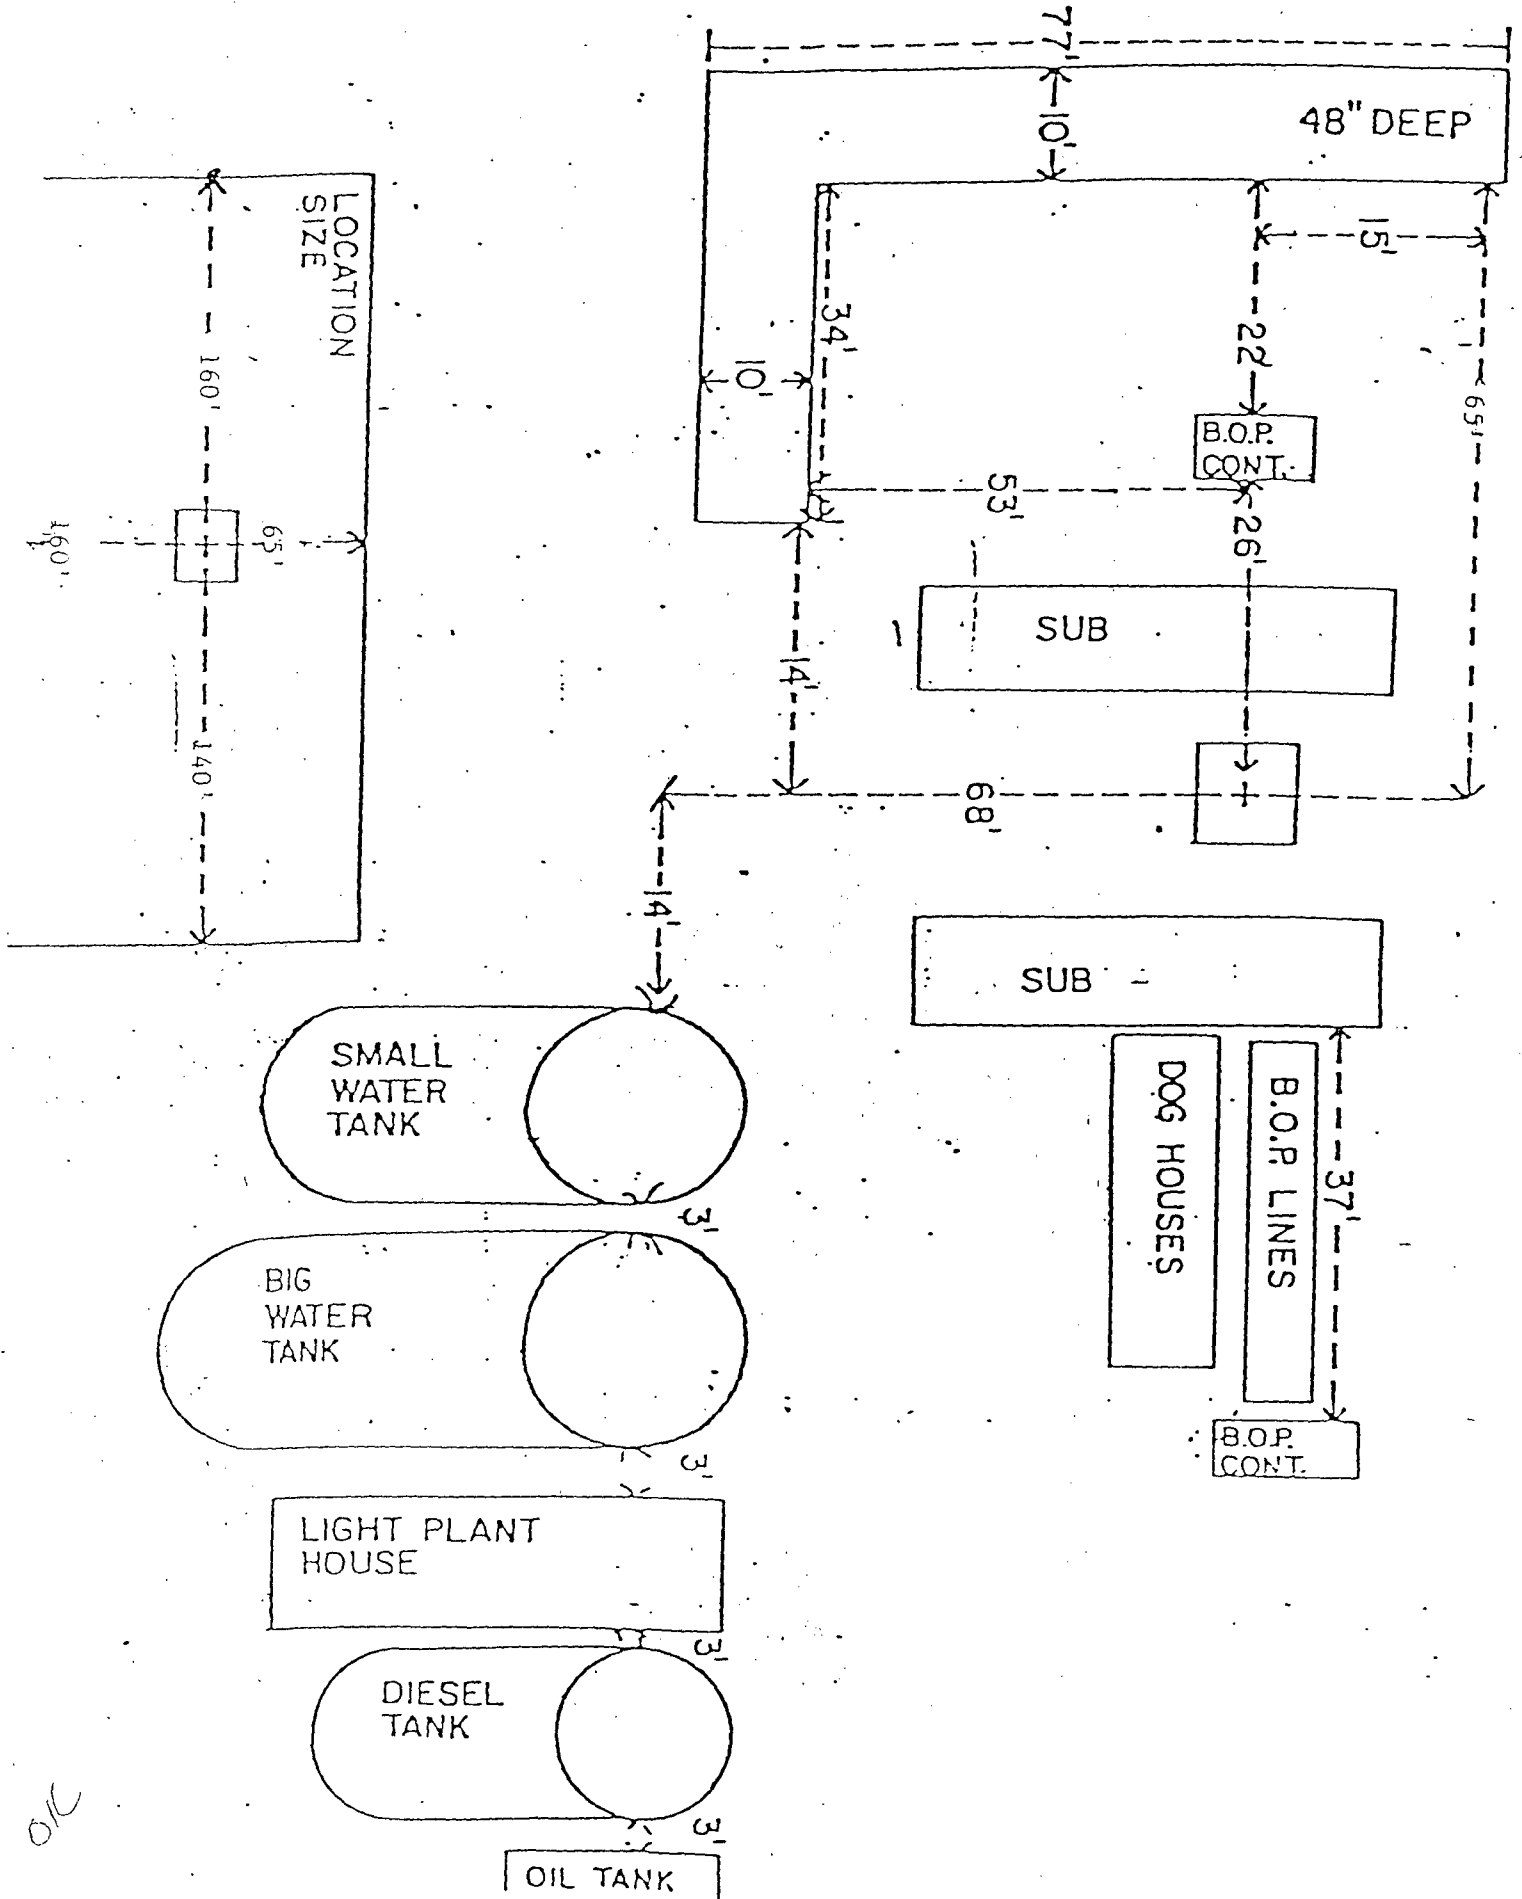 77'
10'
48" DEEP
15'
22'
65'
34'
10'
B.O.P.
CONT.
53'
26'
SUB
14'
68'
14'
SUB
LOCATION
SIZE
160'
65'
160'
140'
SMALL
WATER
TANK
3'
DOG HOUSES
B.O.P. LINES
37'
BIG
WATER
TANK
3'
B.O.P.
CONT.
LIGHT PLANT
HOUSE
3'
DIESEL
TANK
3'
OIL TANK
OK